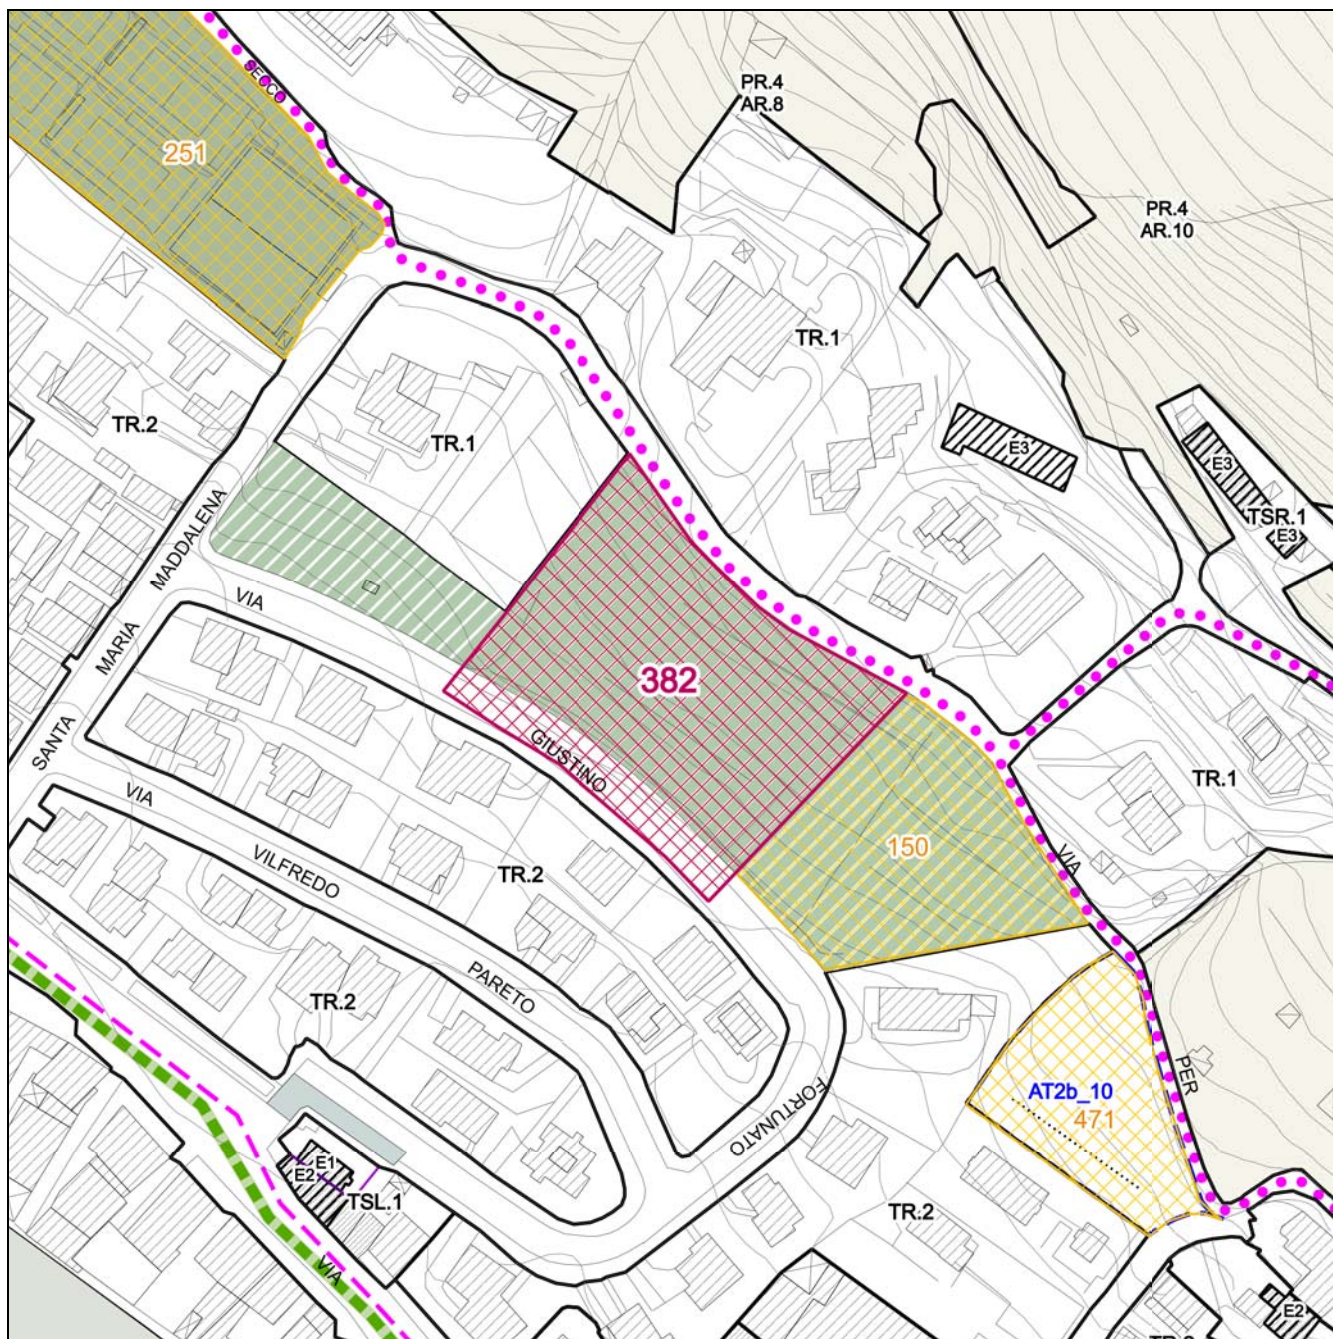 SECCO
PR.4
AR.8
251
PR.4
AR.10
TR.1
TR.2
TR.1
E3
E3
TSR.1
E3
MADDALENA
VIA
MARIA
382
SANTA
GIUSTINO
TR.1
VIA
150
VIA
VILFREDO
TR.2
PARETO
TR.2
PER
AT2b_10
471
FORTUNATO
E1
E2
TSL.1
TR.2
VIA
E2